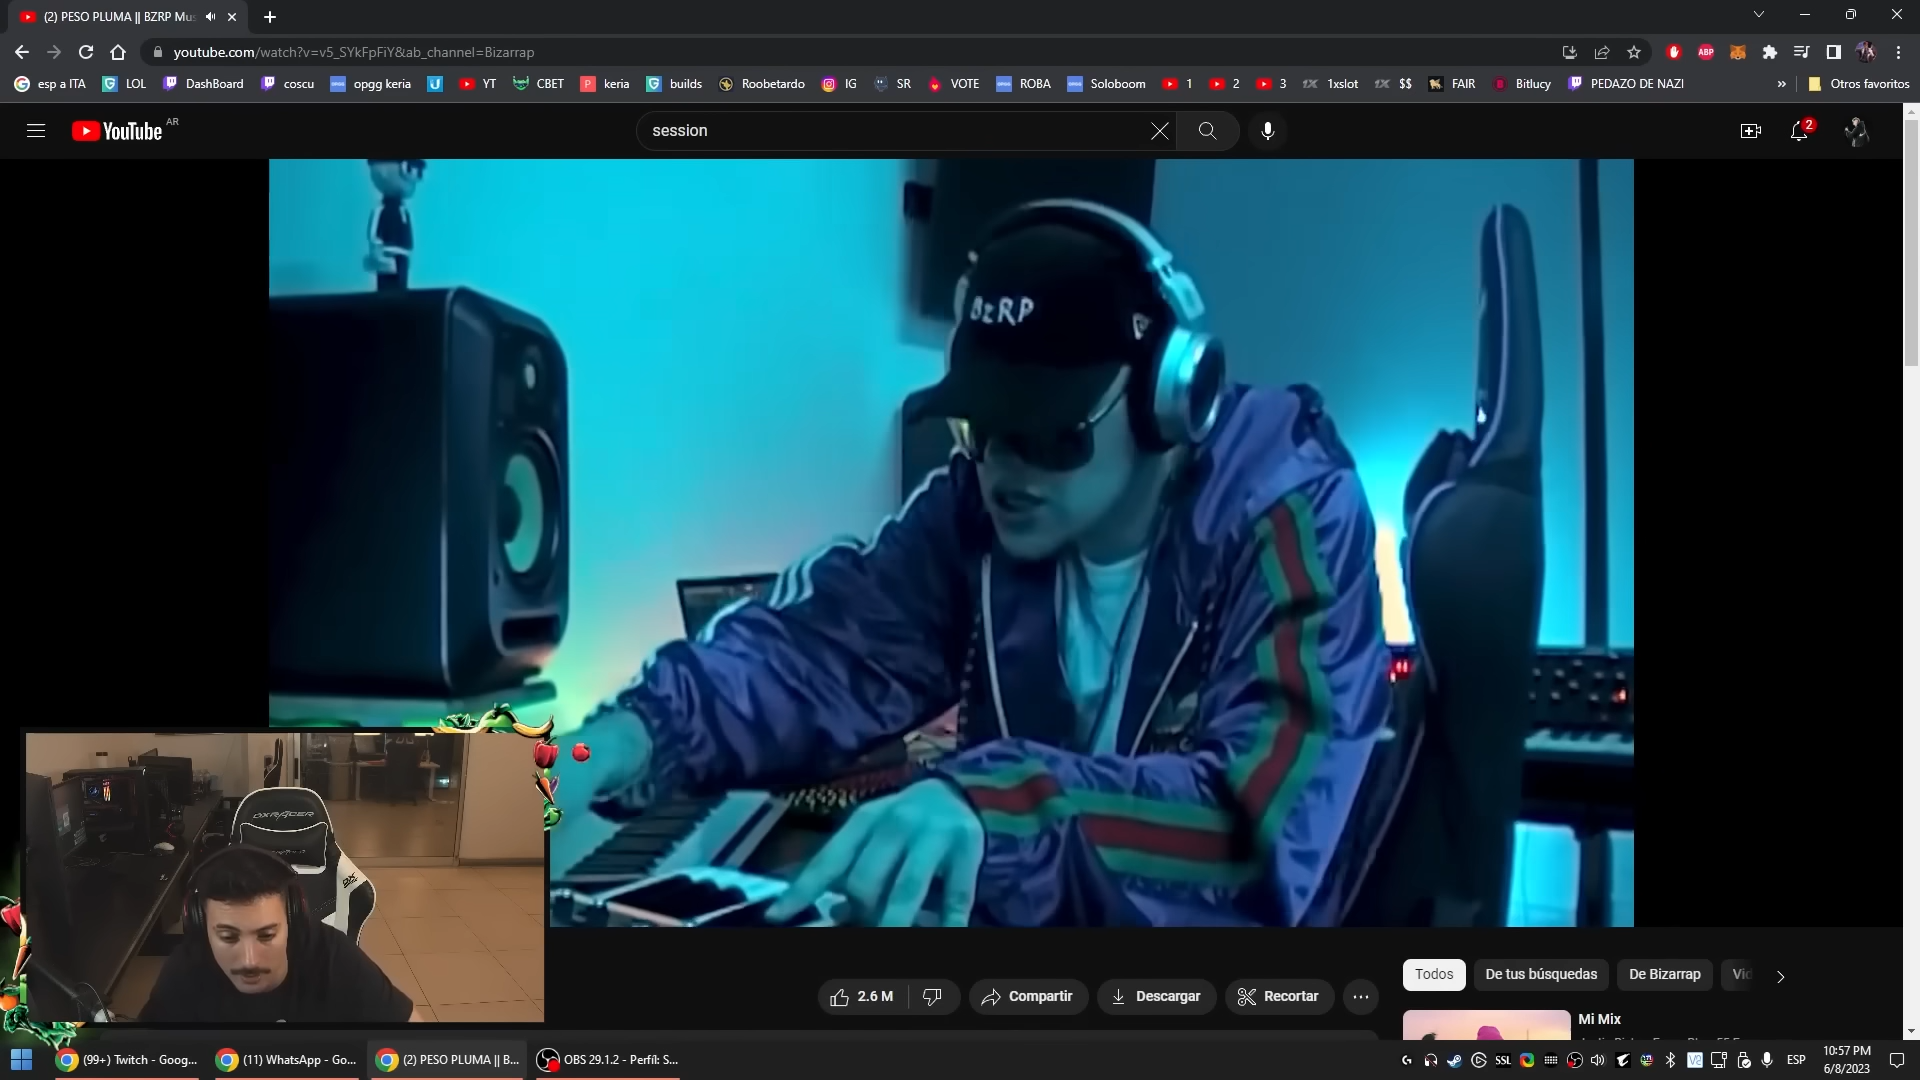 (2) PESO PLUMA || BZRP Mus
youtube.com/watch?v=v5_SYkFpFiY&ab_channel=Bizarrap
esp a ITA LOL DashBoard coscu opgg keria YT CBET keria builds Roobetardo IG SR VOTE ROBA Soloboom 1 2 3 1xslot $$ FAIR Bitlucy PEDAZO DE NAZI » Otros favoritos
YouTube AR
session
2
BzRP
DXRACER
2.6 M
Compartir
Descargar
Recortar
Todos
De tus búsquedas
De Bizarrap
Mi Mix
(99+) Twitch - Goog...
(11) WhatsApp - Go...
(2) PESO PLUMA || B...
OBS 29.1.2 - Perfil: S...
SSL
ESP
10:57 PM
6/8/2023